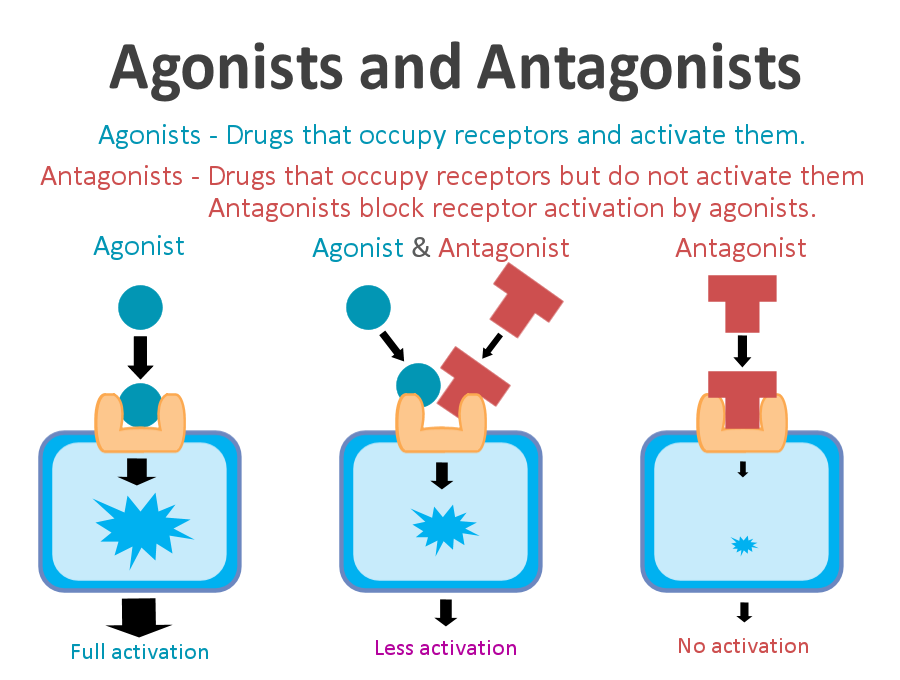 Agonists and Antagonists
Agonists - Drugs that occupy receptors and activate them.
Antagonists - Drugs that occupy receptors but do not activate them
Antagonists block receptor activation by agonists.
Agonist
Agonist & Antagonist
Antagonist
Full activation
Less activation
No activation